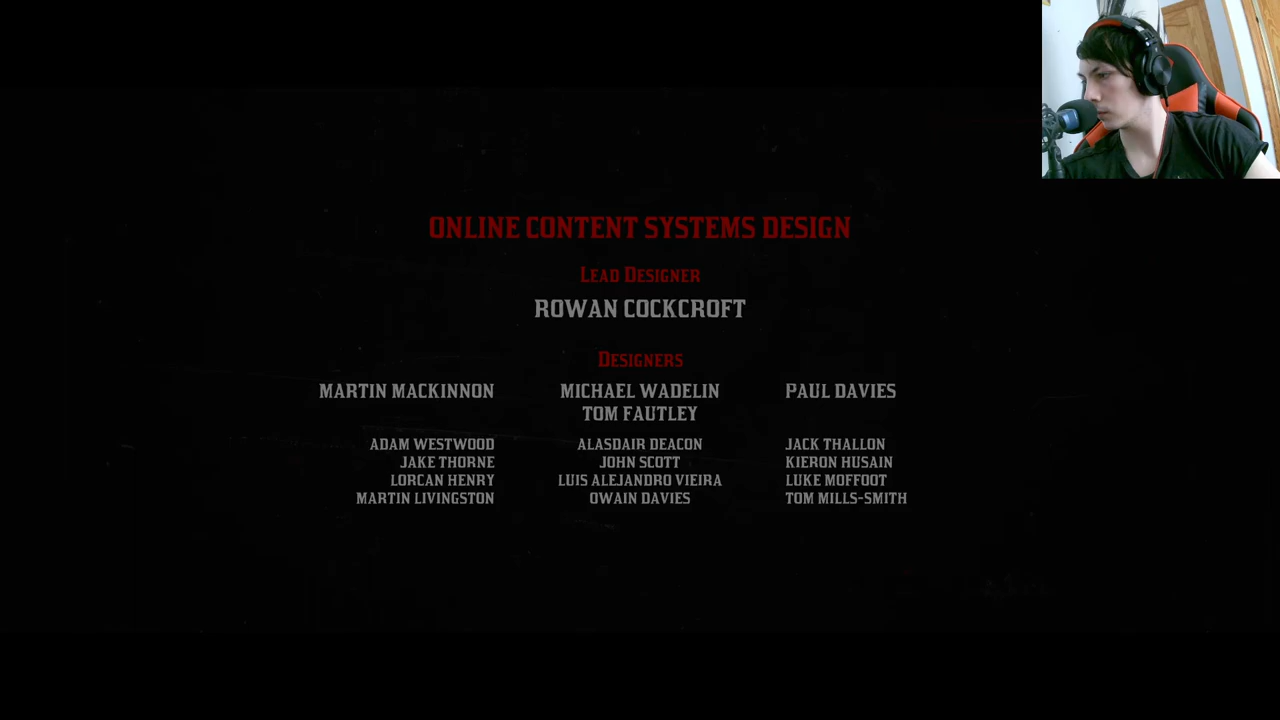 ONLINE CONTENT SYSTEMS DESIGN
LEAD DESIGNER
ROWAN COCKCROFT
DESIGNERS
MARTIN MACKINNON MICHAEL WADELIN PAUL DAVIES
TOM FAUTLEY
ADAM WESTWOOD ALASDAIR DEACON JACK THALLON
JAKE THORNE JOHN SCOTT KIERON HUSAIN
LORCAN HENRY LUIS ALEJANDRO VIEIRA LUKE MOFFOOT
MARTIN LIVINGSTON OWAIN DAVIES TOM MILLS-SMITH